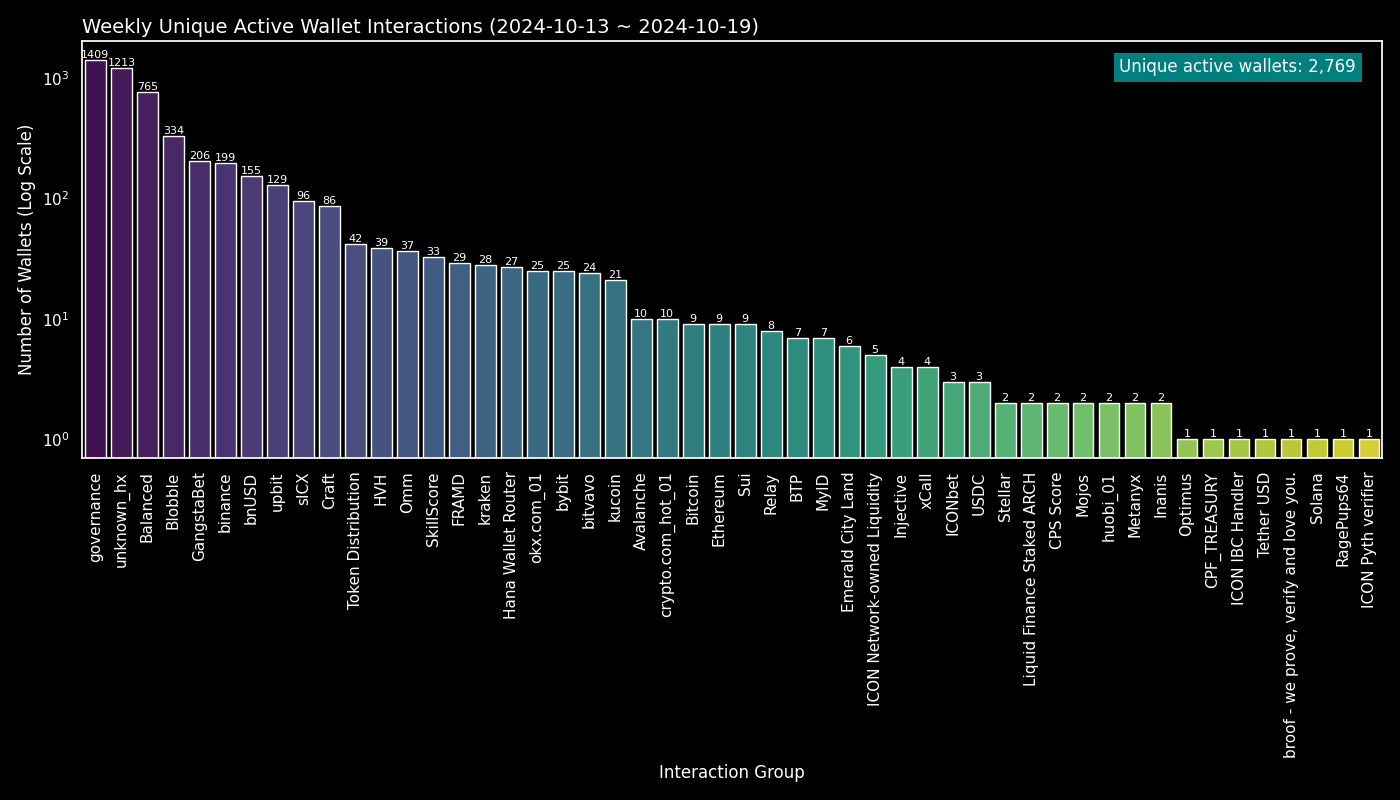 Weekly Unique Active Wallet Interactions (2024-10-13 ~ 2024-10-19)
Unique active wallets: 2,769
Number of Wallets (Log Scale)
10³
10²
10¹
10⁰
1409
1213
765
334
206
199
155
129
96
86
42
39
37
33
29
28
27
25
25
24
21
10
10
9
9
9
8
7
7
6
5
4
4
3
3
2
2
2
2
2
2
2
1
1
1
1
1
1
1
1
governance
unknown_hx
Balanced
Blobble
GangstaBet
binance
bnUSD
upbit
sICX
Craft
Token Distribution
HVH
Omm
SkillScore
FRAMD
kraken
Hana Wallet Router
okx.com_01
bybit
bitvavo
kucoin
Avalanche
crypto.com_hot_01
Bitcoin
Ethereum
Sui
Relay
BTP
MyID
Emerald City Land
ICON Network-owned Liquidity
Injective
xCall
ICONbet
USDC
Stellar
Liquid Finance Staked ARCH
CPS Score
Mojos
huobi_01
Metanyx
Inanis
Optimus
CPF_TREASURY
ICON IBC Handler
Tether USD
broof - we prove, verify and love you.
Solana
RagePups64
ICON Pyth verifier
Interaction Group